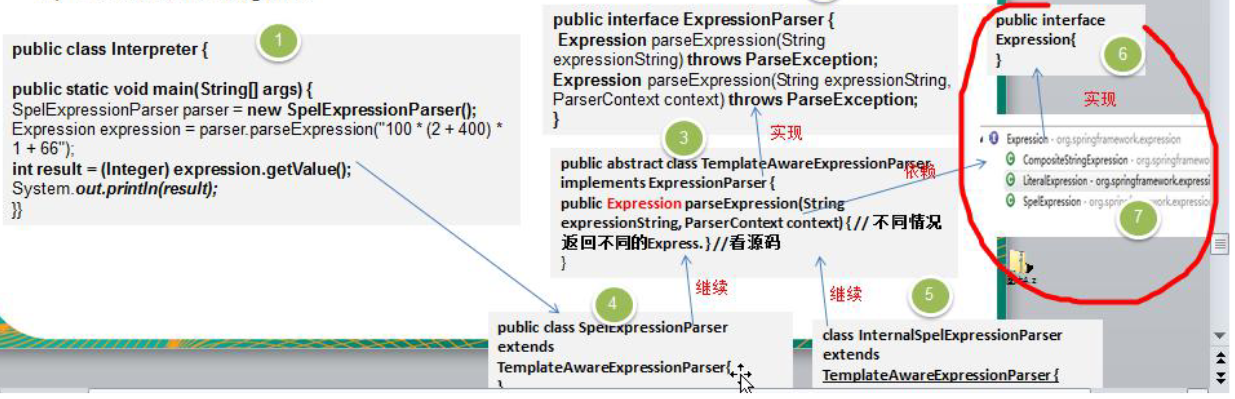 1
public class Interpreter {
public static void main(String[] args) {
SpelExpressionParser parser = new SpelExpressionParser();
Expression expression = parser.parseExpression("100 * (2 + 400) *
1 + 66");
int result = (Integer) expression.getValue();
System.out.println(result);
}}
public interface ExpressionParser {
Expression parseExpression(String
expressionString) throws ParseException;
Expression parseExpression(String expressionString,
ParserContext context) throws ParseException;
}
3
实现
public abstract class TemplateAwareExpressionParser
依赖
implements ExpressionParser {
public Expression parseExpression(String
expressionString, ParserContext context) { // 不同情况
返回不同的Express. } //看源码
}
继续
继续
4
public class SpelExpressionParser
extends
TemplateAwareExpressionParser{
}
5
class InternalSpelExpressionParser
extends
TemplateAwareExpressionParser {
public interface
Expression{
}
6
实现
Expression - org.springframework.expression
CompositeStringExpression - org.springframewo
LiteralExpression - org.springframework.expressi
SpelExpression - org.spring work.expression
7